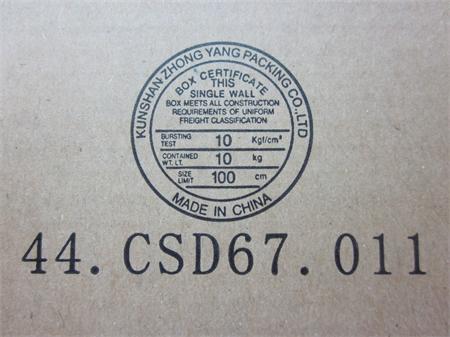 KUNSHAN ZHONG YANG PACKING CO.,LTD
BOX CERTIFICATE
THIS
SINGLE WALL
BOX MEETS ALL CONSTRUCTION
REQUIREMENTS OF UNIFORM
FREIGHT CLASSIFICATION
BURSTING TEST 10 Kgf/cm²
CONTAINED WT. LT. 10 kg
SIZE LIMIT 100 cm
MADE IN CHINA
44.CSD67.011